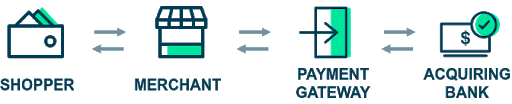 $
SHOPPER
MERCHANT
PAYMENT
GATEWAY
ACQUIRING
BANK